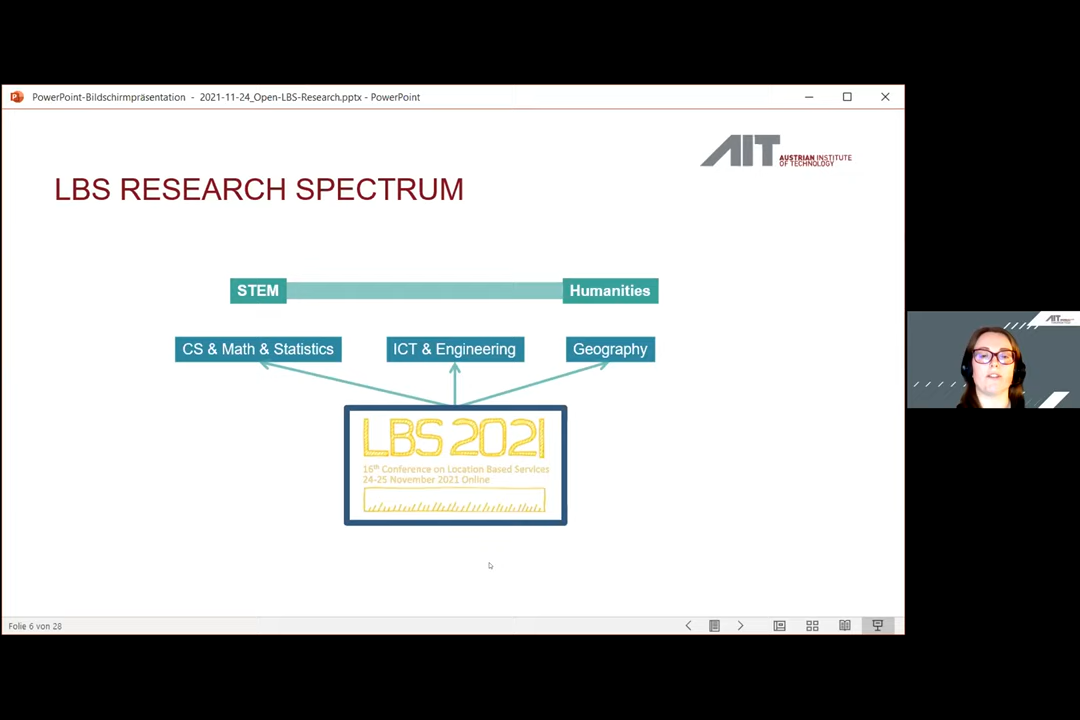 PowerPoint-Bildschirmpräsentation - 2021-11-24_Open-LBS-Research.pptx - PowerPoint
AIT AUSTRIAN INSTITUTE
OF TECHNOLOGY
LBS RESEARCH SPECTRUM
STEM
Humanities
CS & Math & Statistics
ICT & Engineering
Geography
LBS 2021
16th Conference on Location Based Services
24-25 November 2021 Online
AIT
Folie 6 von 28